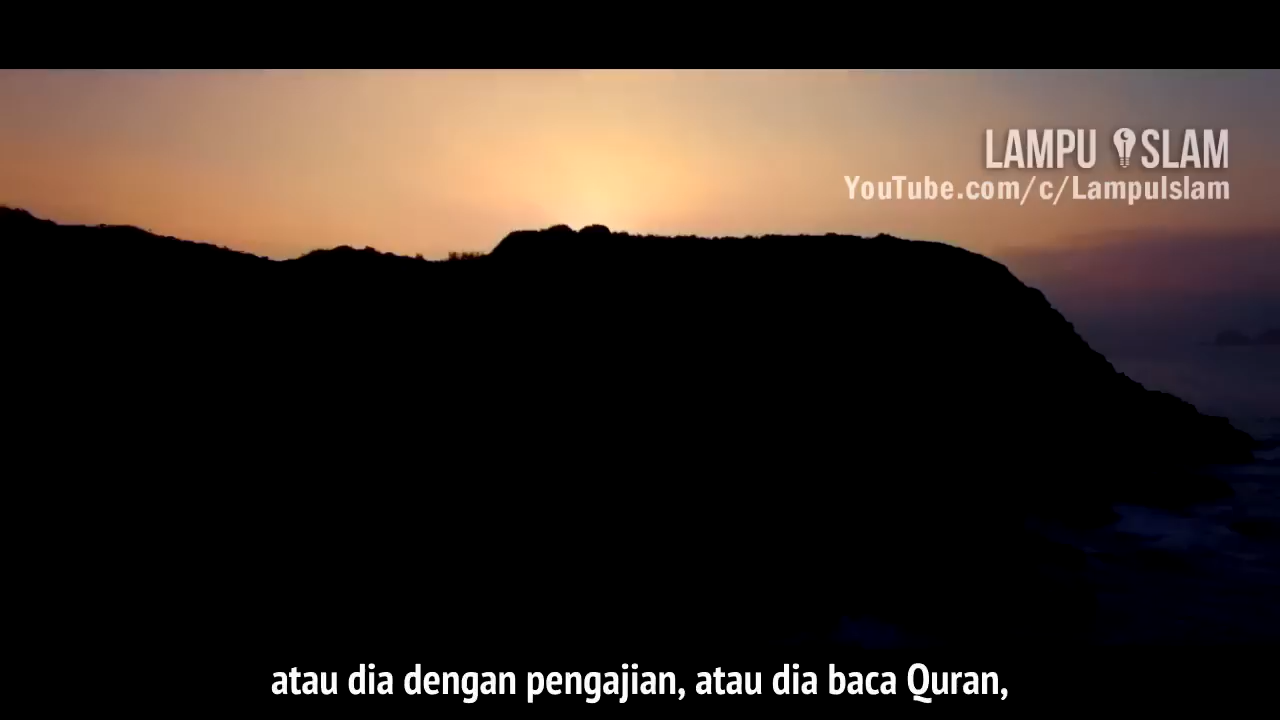 LAMPU ISLAM
YouTube.com/c/LampuIslam
atau dia dengan pengajian, atau dia baca Quran,